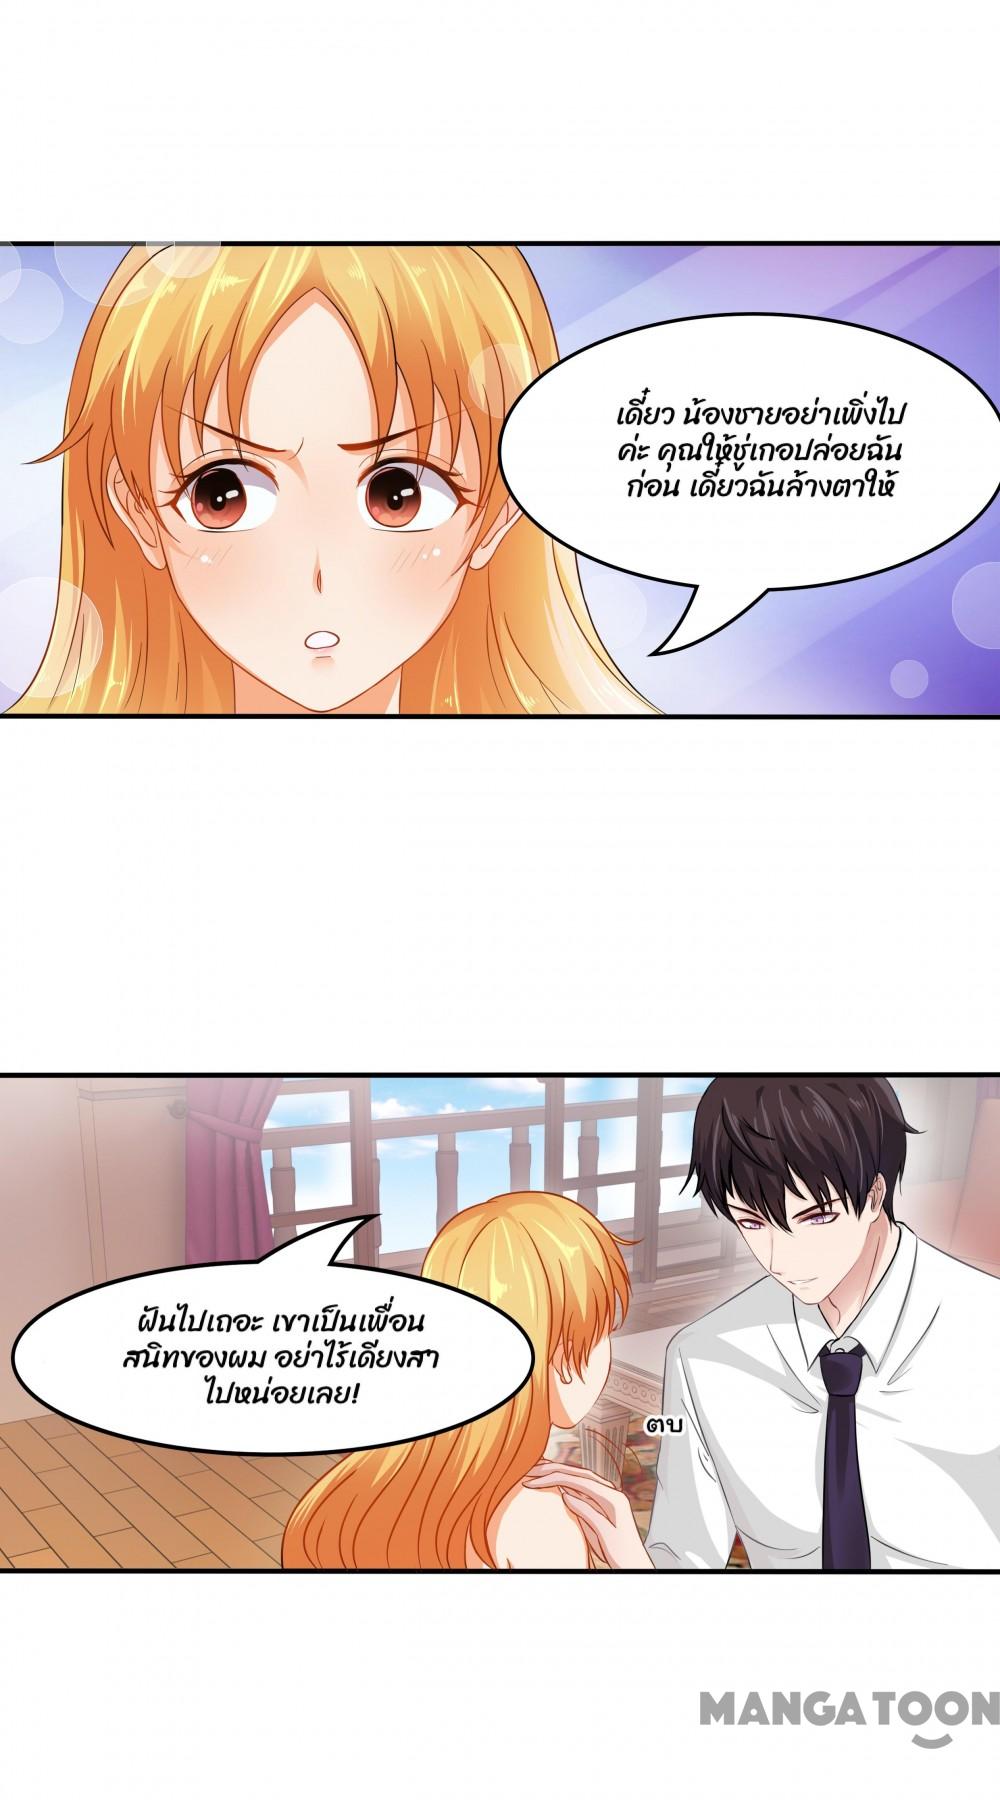 เดี๋ยว น้องชายอย่าเพิ่งไป
ค่ะ คุณให้ชู่เกอปล่อยฉัน
ก่อน เดี๋ยวฉันล้างตาให้
ฝันไปเถอะ เขาเป็นเพื่อน
สนิทของผม อย่าไร้เดียงสา
ไปหน่อยเลย!
ตบ
MANGATOON